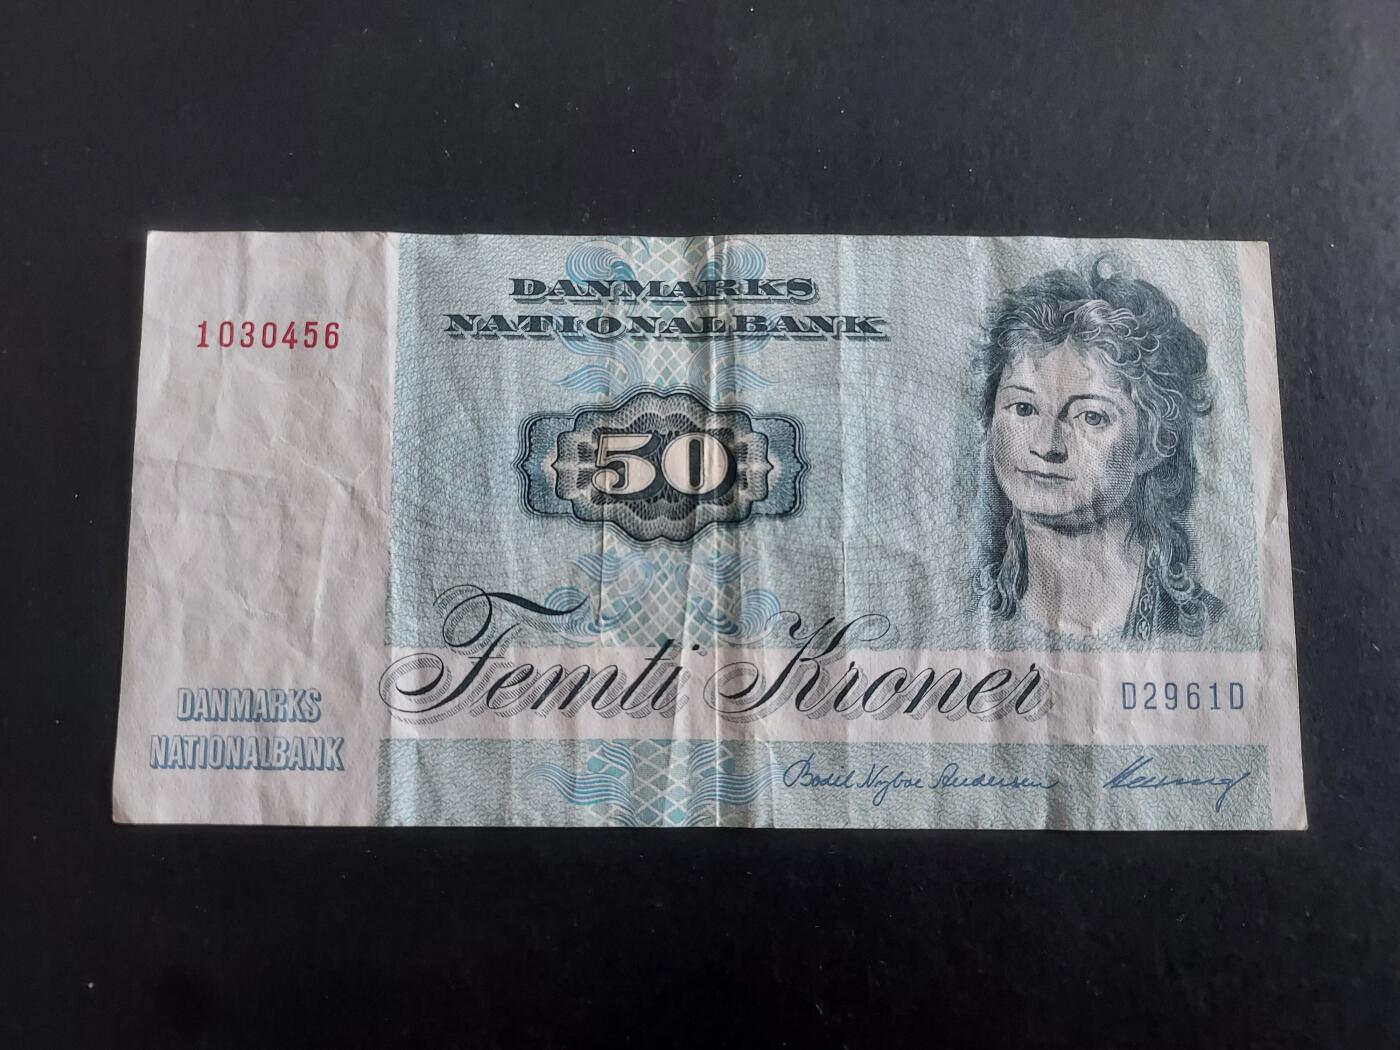 DANMARKS
NATIONALBANK
1030456
50
Femti Kroner
D2961D
DANMARKS
NATIONALBANK
Bodil Nyboe Andersen